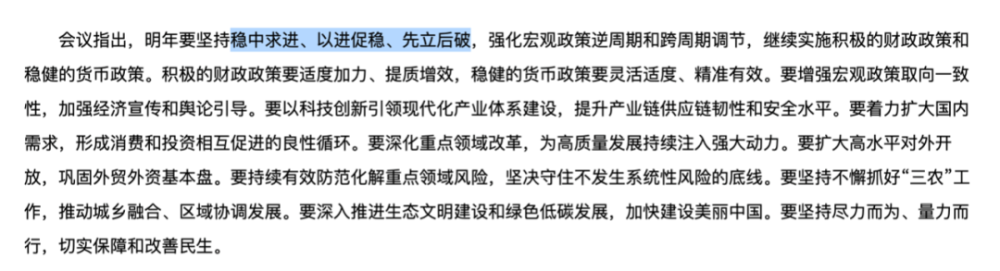 会议指出，明年要坚持稳中求进、以进促稳、先立后破，强化宏观政策逆周期和跨周期调节，继续实施积极的财政政策和
稳健的货币政策。积极的财政政策要适度加力、提质增效，稳健的货币政策要灵活适度、精准有效。要增强宏观政策取向一致
性，加强经济宣传和舆论引导。要以科技创新引领现代化产业体系建设，提升产业链供应链韧性和安全水平。要着力扩大国内
需求，形成消费和投资相互促进的良性循环。要深化重点领域改革，为高质量发展持续注入强大动力。要扩大高水平对外开
放，巩固外贸外资基本盘。要持续有效防范化解重点领域风险，坚决守住不发生系统性风险的底线。要坚持不懈抓好“三农”工
作，推动城乡融合、区域协调发展。要深入推进生态文明建设和绿色低碳发展，加快建设美丽中国。要坚持尽力而为、量力而
行，切实保障和改善民生。